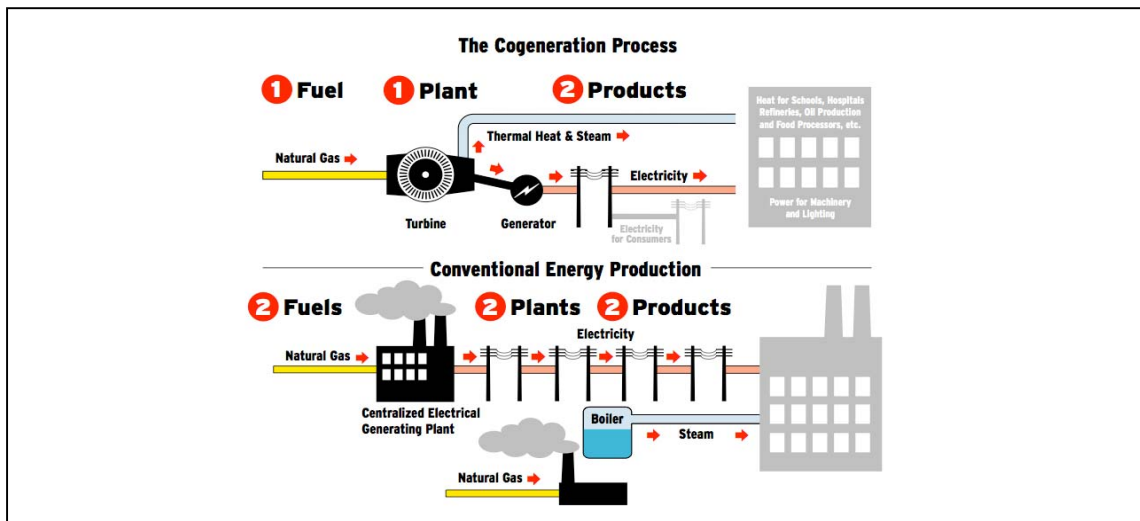 The Cogeneration Process
1 Fuel
1 Plant
2 Products
Heat for Schools, Hospitals
Refineries, Oil Production
and Food Processors, etc.
Thermal Heat & Steam
Natural Gas
Electricity
Turbine
Generator
Power for Machinery
and Lighting
Electricity
for Consumers
Conventional Energy Production
2 Fuels
2 Plants
2 Products
Electricity
Natural Gas
Centralized Electrical
Generating Plant
Boiler
Steam
Natural Gas